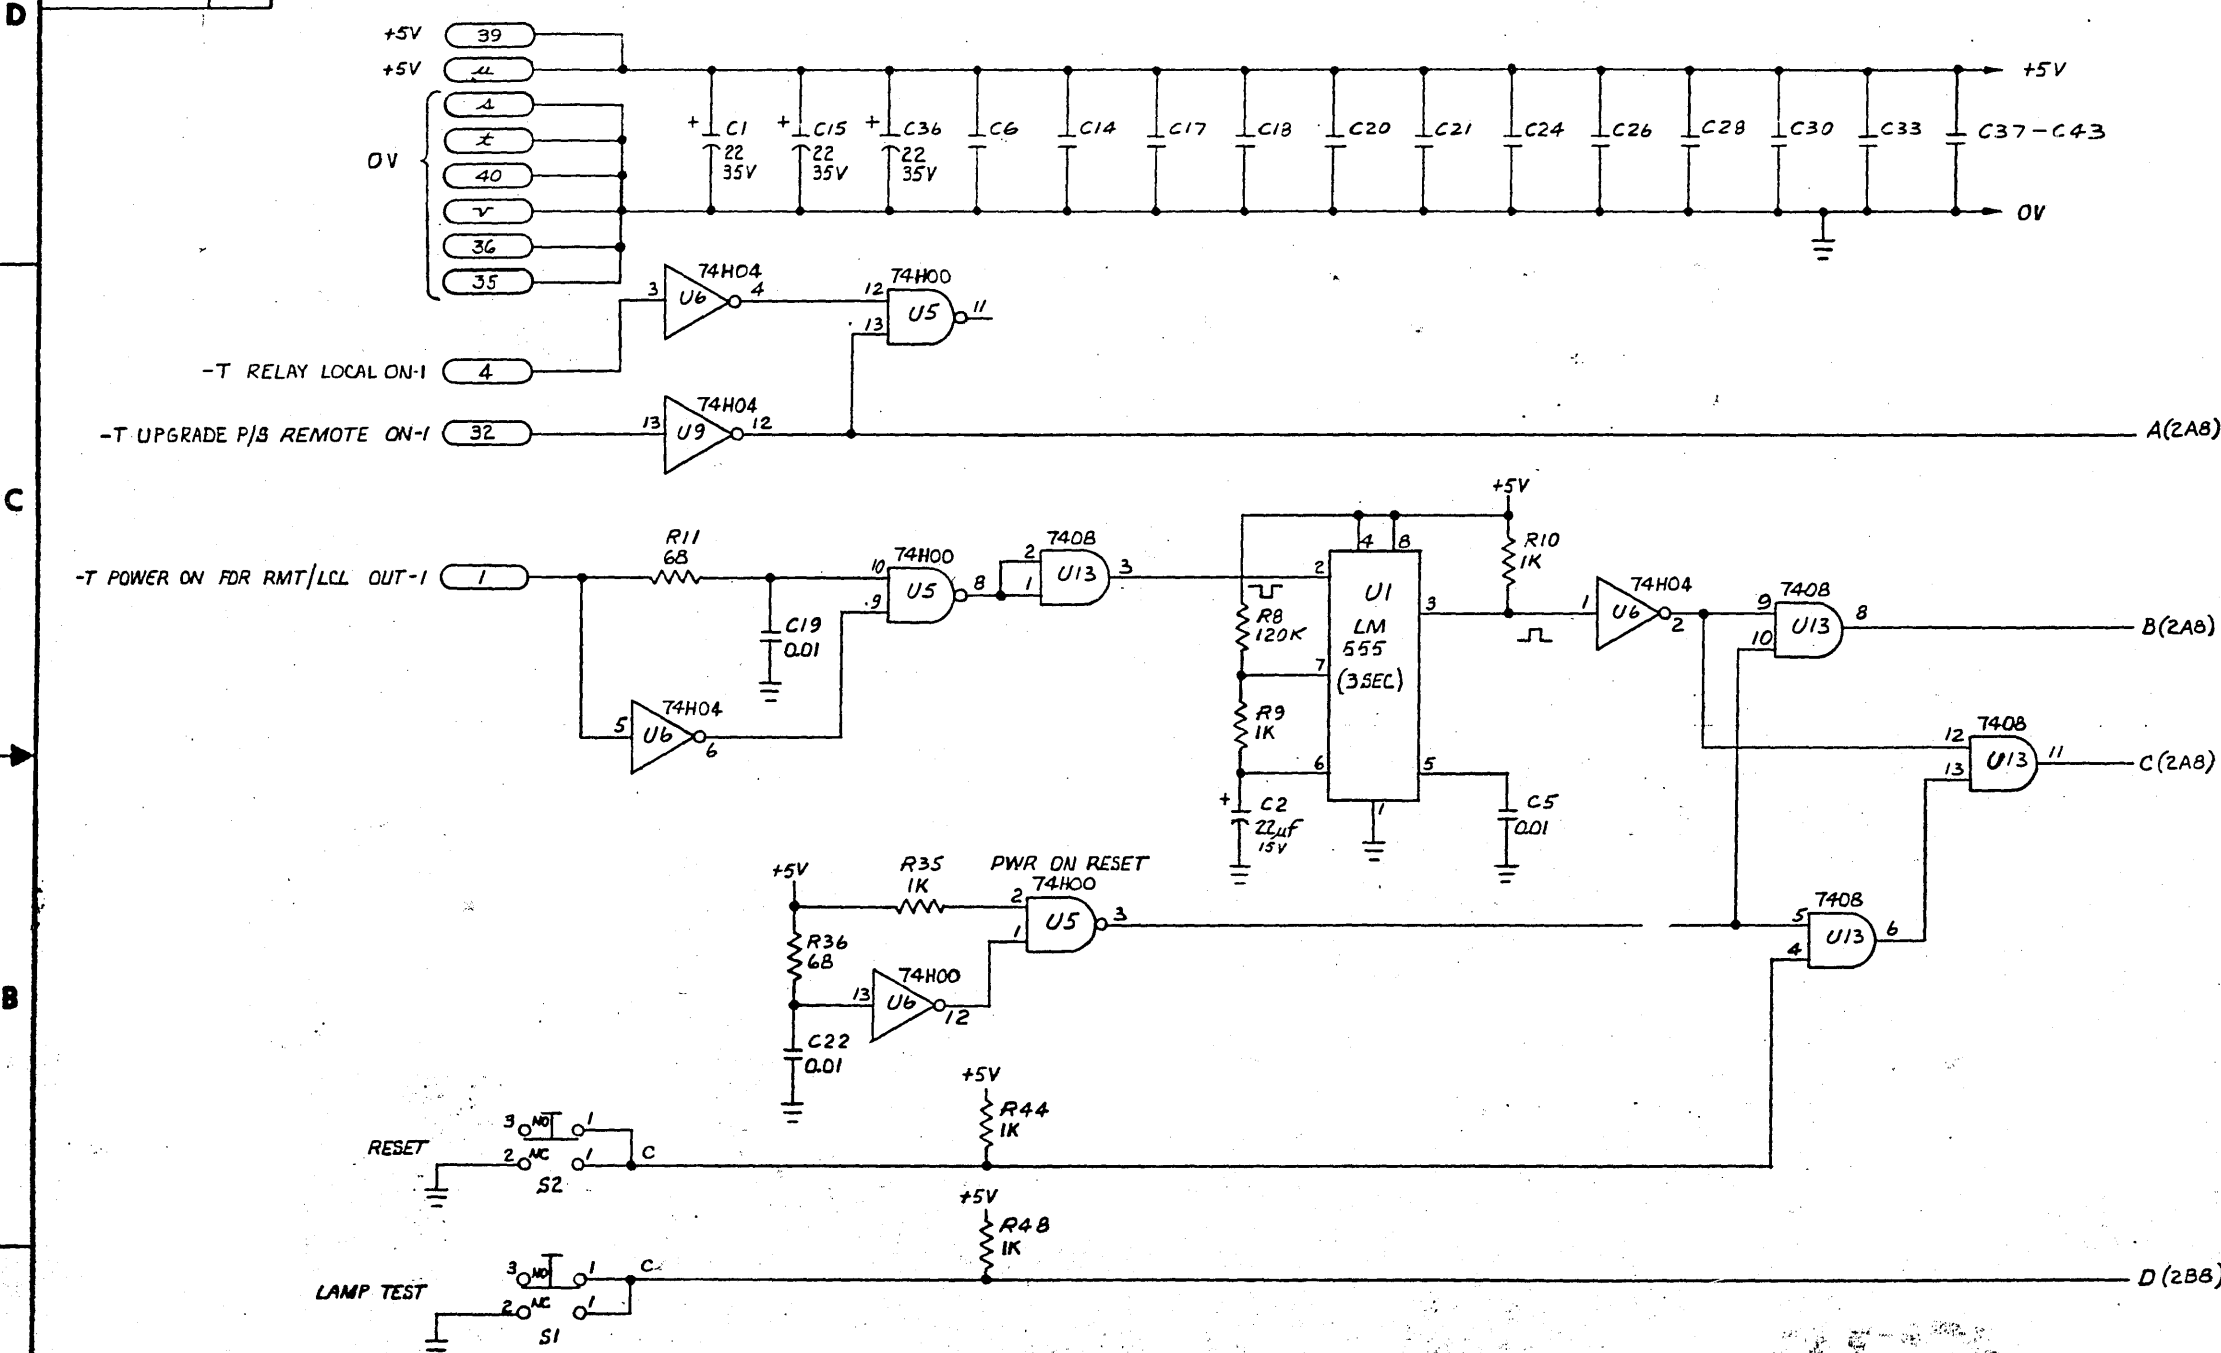 D
+5V 39
+5V u
s
t
0V 40
v
36
35
+ C1 22 35V
+ C15 22 35V
+ C36 22 35V
C6
C14
C17
C18
C20
C21
C24
C26
C28
C30
C33
C37-C43
+5V
0V
74H04
3 U6 4
74H00
12 13 U5 11
-T RELAY LOCAL ON-1 4
-T UPGRADE P/S REMOTE ON-1 32
74H04
13 U9 12
A(2A8)
C
-T POWER ON FOR RMT/LCL OUT-1 1
R11
68
C19
0.01
74H04
5 U6 6
74H00
10 9 U5 8
7408
2 1 U13 3
+5V
R10
1K
4 8
2 U1 3
LM
555
(3SEC)
7
6 5
1
R8
120K
R9
1K
+ C2
22µF
15V
C5
0.01
74H04
1 U6 2
7408
9 10 U13 8
B(2A8)
7408
12 13 U13 11
C(2A8)
+5V
R35
1K
PWR ON RESET
74H00
2 1 U5 3
R36
68
74H00
13 U6 12
C22
0.01
7408
5 4 U13 6
B
+5V
R44
1K
RESET
3 NO 1
2 NC 1 C
S2
+5V
R48
1K
LAMP TEST
3 NO 1 C
2 NC 1
S1
D(2B8)